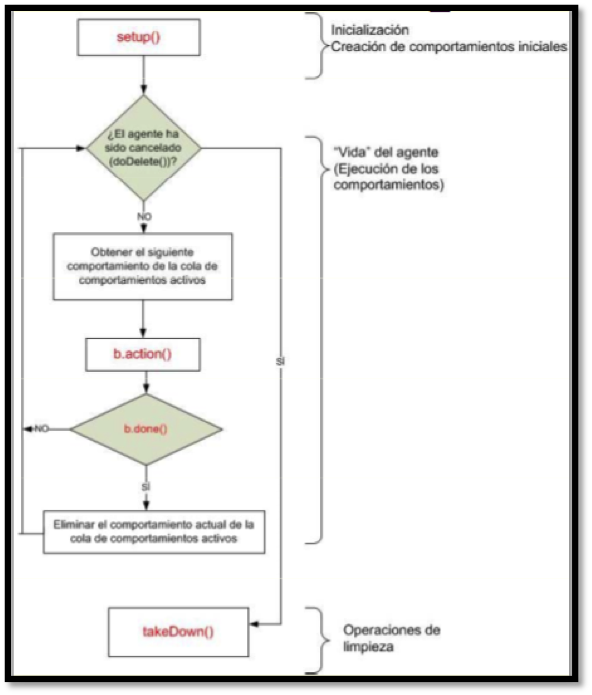 setup()
Inicialización
Creación de comportamientos iniciales
¿El agente ha
sido cancelado
(doDelete())?
"Vida" del agente
(Ejecución de los
comportamientos)
NO
Obtener el siguiente
comportamiento de la cola de
comportamientos activos
b.action()
SÍ
b.done()
NO
SÍ
Eliminar el comportamiento actual de la
cola de comportamientos activos
takeDown()
Operaciones de
limpieza